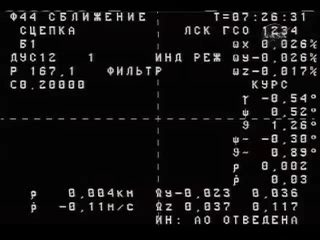 Ф44 СБЛИЖЕНИЕ Т=07:26:31
СЦЕПКА ЛСК ГСО 1234
Б1 ωх 0,026%
ДУС12 1 ИНД РЕЖ ωу-0,026%
Р 167,1 ФИЛЬТР ωz-0,017%
С0.20000 КУРС
γ -0,54°
ψ 0,52°
ϑ 1,26°
φ- -0,30°
ϑ- 0,89°
ρ 0,002
ρ̇ 0,03
ρ 0,004км Ωу-0,023 0,036
ρ̇ -0,11м/с Ωz 0,037 0,117
ИН: АО ОТВЕДЕНА